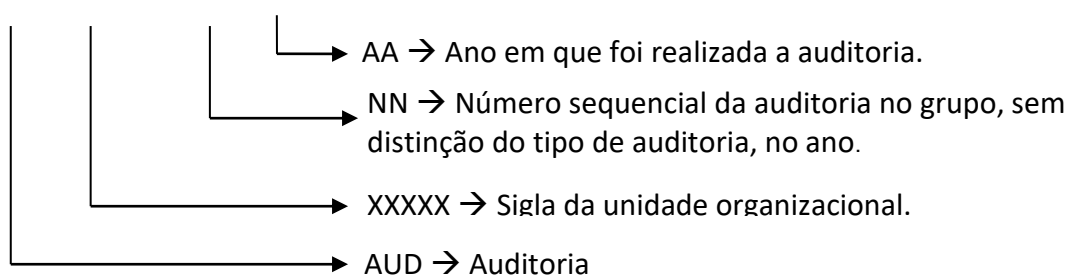 AA → Ano em que foi realizada a auditoria.
NN → Número sequencial da auditoria no grupo, sem
distinção do tipo de auditoria, no ano.
XXXXX → Sigla da unidade organizacional.
AUD → Auditoria